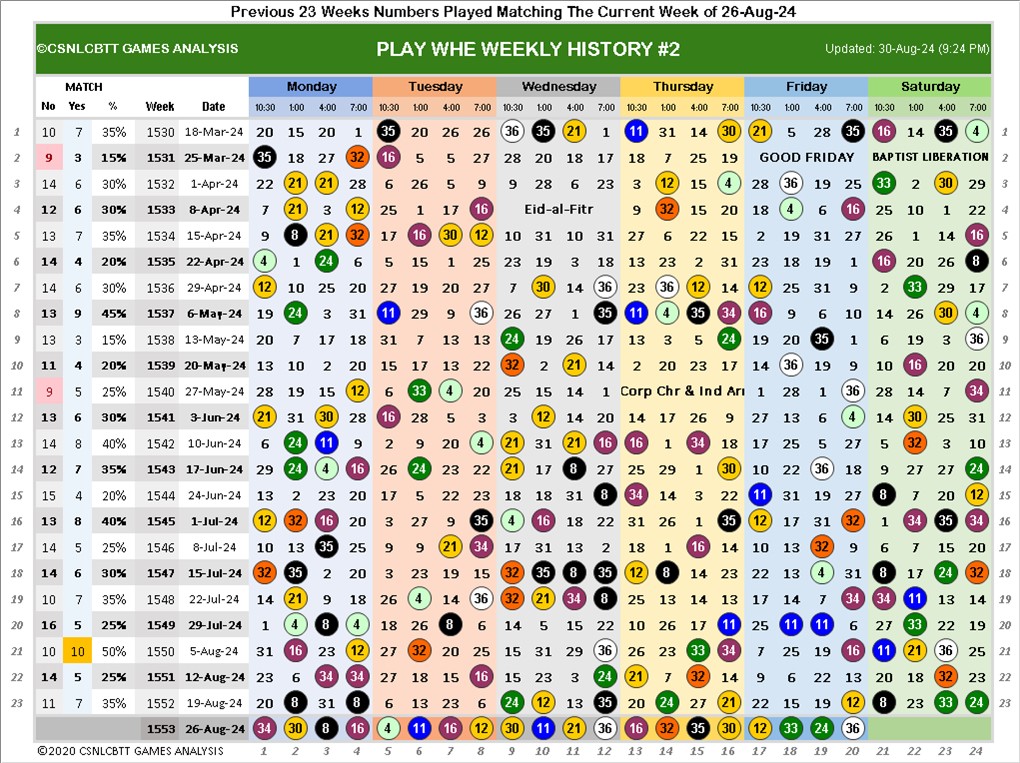 Previous 23 Weeks Numbers Played Matching The Current Week of 26-Aug-24
©CSNLCBTT GAMES ANALYSIS PLAY WHE WEEKLY HISTORY #2 Updated: 30-Aug-24 (9:24 PM)
MATCH Monday Tuesday Wednesday Thursday Friday Saturday
No Yes % Week Date 10:30 1:00 4:00 7:00 10:30 1:00 4:00 7:00 10:30 1:00 4:00 7:00 10:30 1:00 4:00 7:00 10:30 1:00 4:00 7:00 10:30 1:00 4:00 7:00
1 10 7 35% 1530 18-Mar-24 20 15 20 1 35 20 26 26 36 35 21 1 11 31 14 30 21 5 28 35 16 14 35 4 1
2 9 3 15% 1531 25-Mar-24 35 18 27 32 16 5 5 27 28 20 18 17 18 7 25 19 GOOD FRIDAY BAPTIST LIBERATION 2
3 14 6 30% 1532 1-Apr-24 22 21 21 28 6 26 5 9 9 28 6 23 3 12 15 4 28 36 19 25 33 2 30 29 3
4 12 6 30% 1533 8-Apr-24 7 21 3 12 25 1 17 16 Eid-al-Fitr 9 32 15 20 18 4 6 16 25 10 1 22 4
5 13 7 35% 1534 15-Apr-24 9 8 21 32 17 16 30 12 10 31 10 31 27 6 22 15 2 19 31 27 26 1 14 16 5
6 14 4 20% 1535 22-Apr-24 4 1 24 6 5 15 1 25 23 19 3 18 13 23 2 31 23 18 19 1 16 20 26 8 6
7 14 6 30% 1536 29-Apr-24 12 10 25 20 27 19 20 27 7 30 14 36 23 36 12 14 12 25 31 9 2 33 29 17 7
8 13 9 45% 1537 6-May-24 19 24 3 31 11 29 9 36 26 27 1 35 11 4 35 34 16 9 6 10 14 26 30 4 8
9 13 3 15% 1538 13-May-24 20 7 17 18 31 7 13 13 24 19 17 15 13 3 5 24 19 20 35 1 6 19 3 36 9
10 11 4 20% 1539 20-May-24 13 10 2 20 15 10 17 13 32 2 21 14 2 20 23 10 14 36 19 9 10 16 22 20 10
11 9 5 25% 1540 27-May-24 28 19 15 12 6 33 4 20 25 15 14 1 Corp Chr & Ind Arr 1 28 1 36 28 14 7 34 11
12 13 6 30% 1541 3-Jun-24 21 31 30 28 16 28 5 3 3 12 14 20 14 17 26 9 27 13 6 4 14 30 25 31 12
13 14 8 40% 1542 10-Jun-24 6 24 11 9 2 9 20 4 21 31 21 16 16 1 34 18 17 25 5 27 5 32 3 10 13
14 12 7 35% 1543 17-Jun-24 29 24 4 16 26 24 23 22 21 17 8 27 25 29 1 30 10 22 36 18 9 27 27 24 14
15 15 4 20% 1544 24-Jun-24 13 2 23 20 17 5 22 23 18 18 31 8 34 14 3 22 11 31 19 27 8 7 20 12 15
16 13 8 40% 1545 1-Jul-24 12 32 16 20 3 27 9 35 4 16 18 22 31 26 1 35 12 17 31 32 1 34 35 34 16
17 14 5 25% 1546 8-Jul-24 10 13 35 25 9 9 21 34 17 31 13 2 18 1 16 14 10 13 32 9 6 7 15 20 17
18 14 6 30% 1547 15-Jul-24 32 35 2 20 3 23 19 15 32 35 8 35 12 8 14 23 22 13 4 31 8 17 24 32 18
19 10 7 35% 1548 22-Jul-24 14 21 9 18 26 4 14 36 32 21 34 8 25 13 14 13 17 14 7 34 34 11 13 14 19
20 16 5 25% 1549 29-Jul-24 1 4 8 4 18 26 8 6 14 5 15 22 10 26 17 11 20 11 11 6 27 33 22 19 20
21 10 10 50% 1550 5-Aug-24 31 16 23 12 27 32 20 25 15 31 29 36 26 23 33 34 7 25 19 16 11 21 36 25 21
22 14 5 25% 1551 12-Aug-24 23 6 34 34 27 18 15 16 15 23 3 24 21 7 32 14 9 6 22 13 20 18 32 23 22
23 11 7 35% 1552 19-Aug-24 20 8 31 8 6 13 23 6 24 12 13 35 20 24 27 21 22 15 19 12 8 23 33 24 23
1553 26-Aug-24 34 30 8 16 4 11 16 12 30 11 21 36 16 32 35 16 12 33 24 36
©2020 CSNLCBTT GAMES ANALYSIS 1 2 3 4 5 6 7 8 9 10 11 12 13 14 15 16 17 18 19 20 21 22 23 24